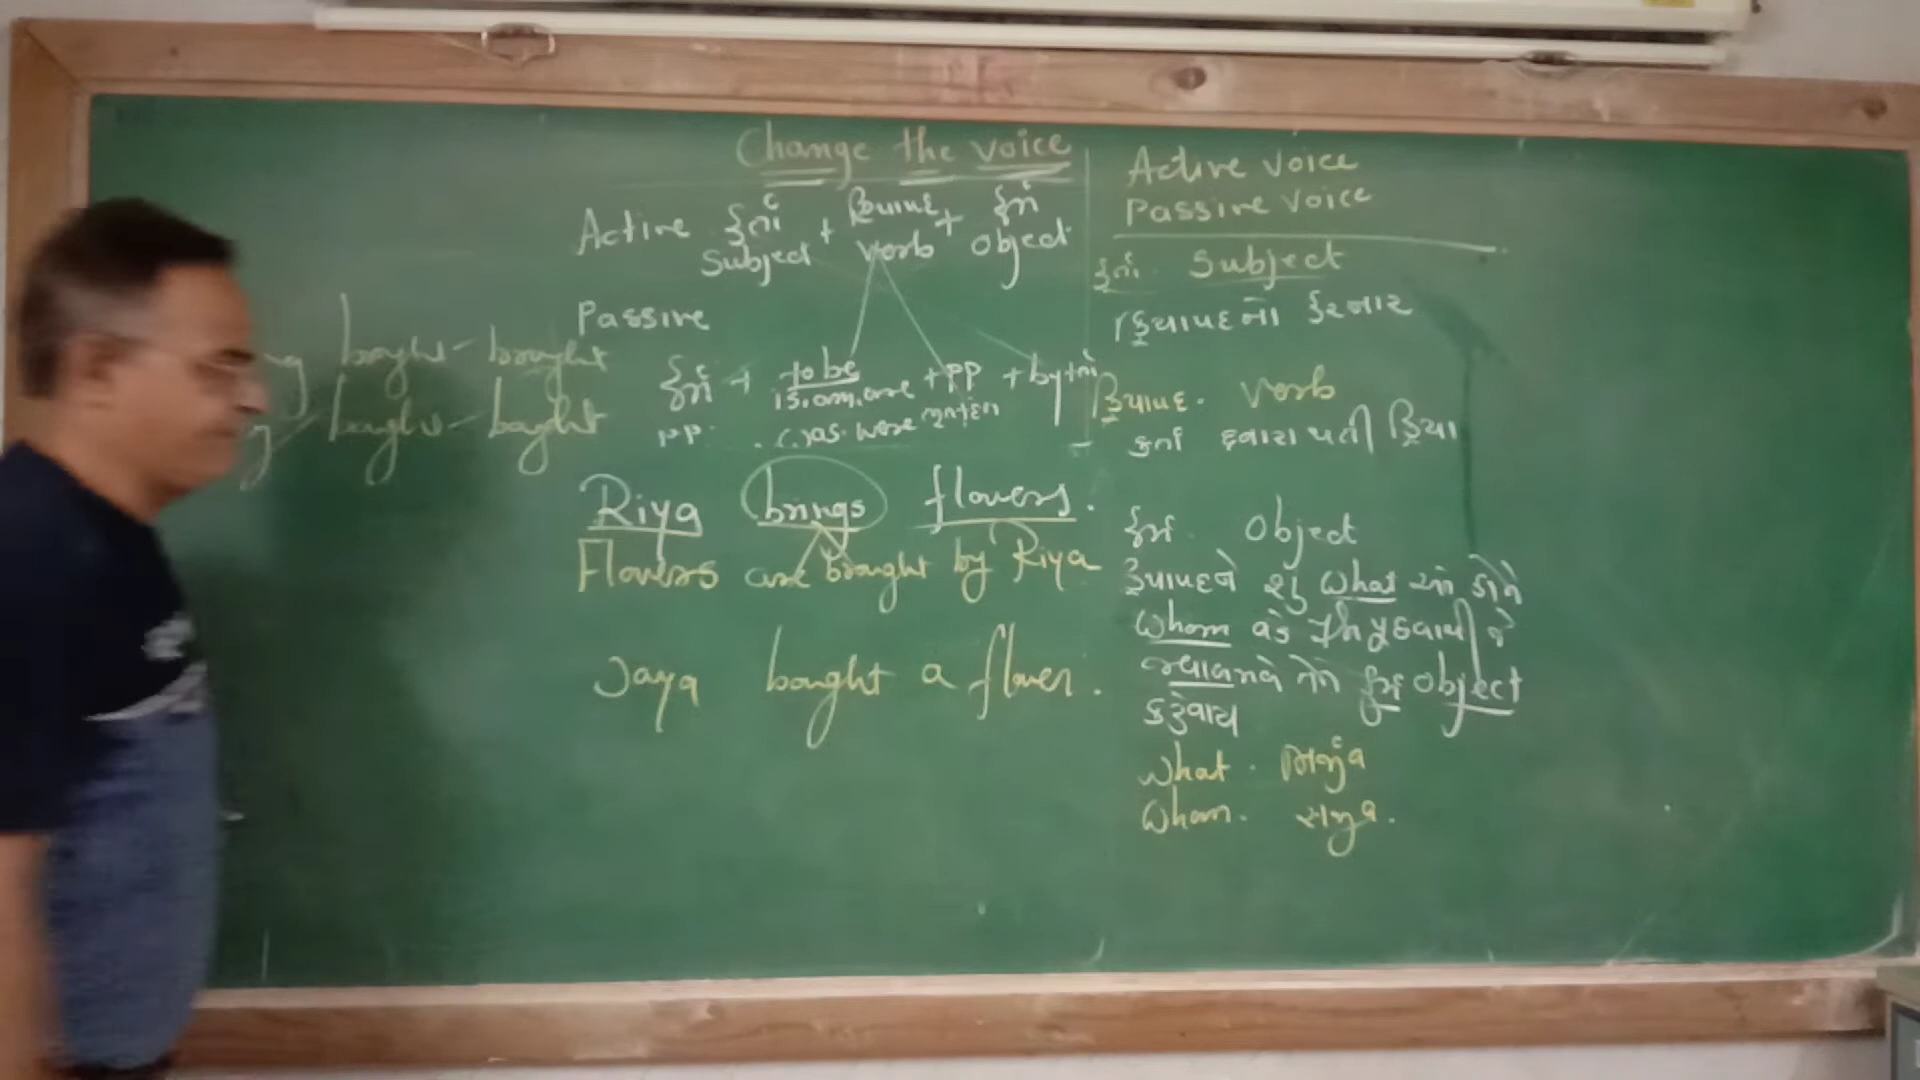 Change the voice
Active કર્તા + ક્રિયાપદ + કર્મ
Subject verb object
Passive
કર્મ + to be + PP + by કર્તા
is, am, are
PP. was. were
bought - bought
bought - bought
Riya brings flowers.
Flowers are brought by Riya
Jaya bought a flower.
Active voice
Passive voice
કર્તા. Subject
ક્રિયાપદનો કરનાર
ક્રિયાપદ. Verb
કર્તા દ્વારા થતી ક્રિયા
કર્મ. Object
ક્રિયાપદને શું What અને કોને
Whom વડે પ્રશ્ન પુછવાથી જે
જવાબ મળે તેને કર્મ object
કહેવાય
What. નિર્જીવ
Whom. સજીવ.